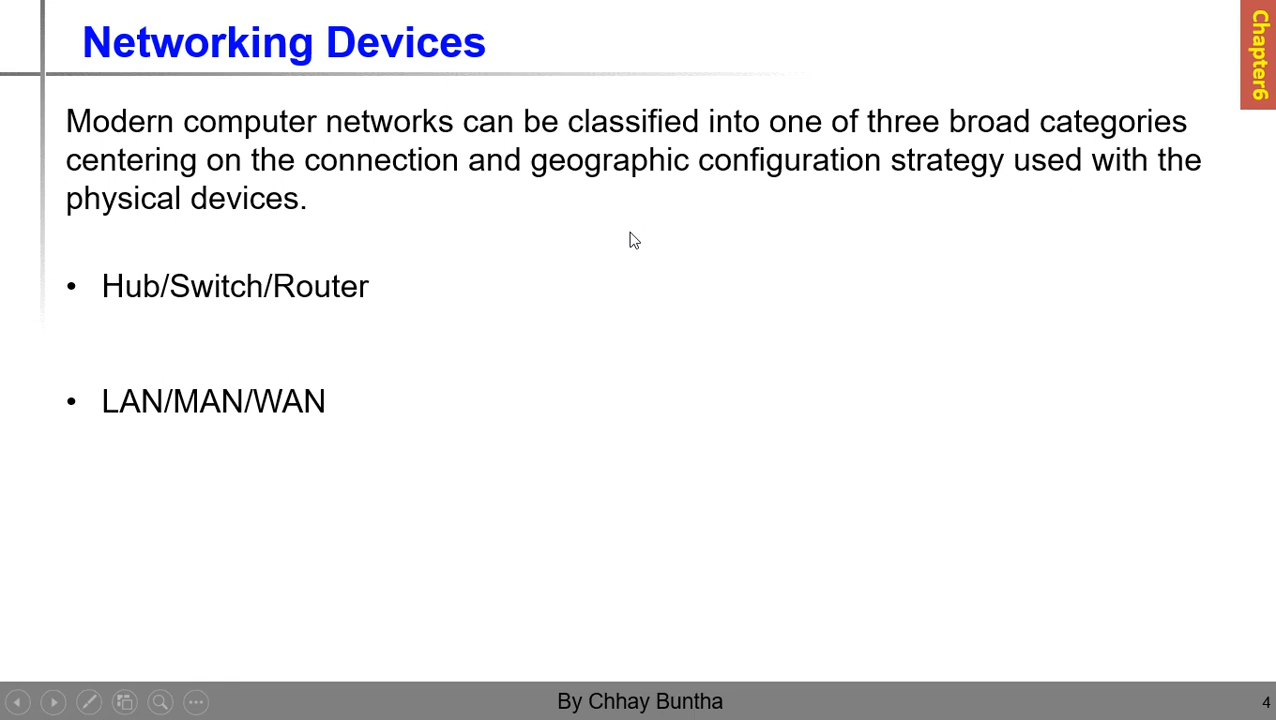 Networking Devices
Chapter6
Modern computer networks can be classified into one of three broad categories
centering on the connection and geographic configuration strategy used with the
physical devices.
• Hub/Switch/Router
• LAN/MAN/WAN
By Chhay Buntha
4